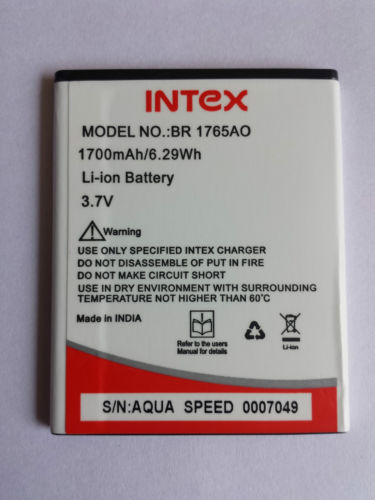 INTEX
MODEL NO.:BR 1765AO
1700mAh/6.29Wh
Li-ion Battery
3.7V
Warning
USE ONLY SPECIFIED INTEX CHARGER
DO NOT DISASSEMBLE OF PUT IN FIRE
DO NOT MAKE CIRCUIT SHORT
USE IN DRY ENVIRONMENT WITH SURROUNDING
TEMPERATURE NOT HIGHER THAN 60°C
Made in INDIA
Refer to the users
Manual for details
Li-ion
S/N:AQUA SPEED 0007049